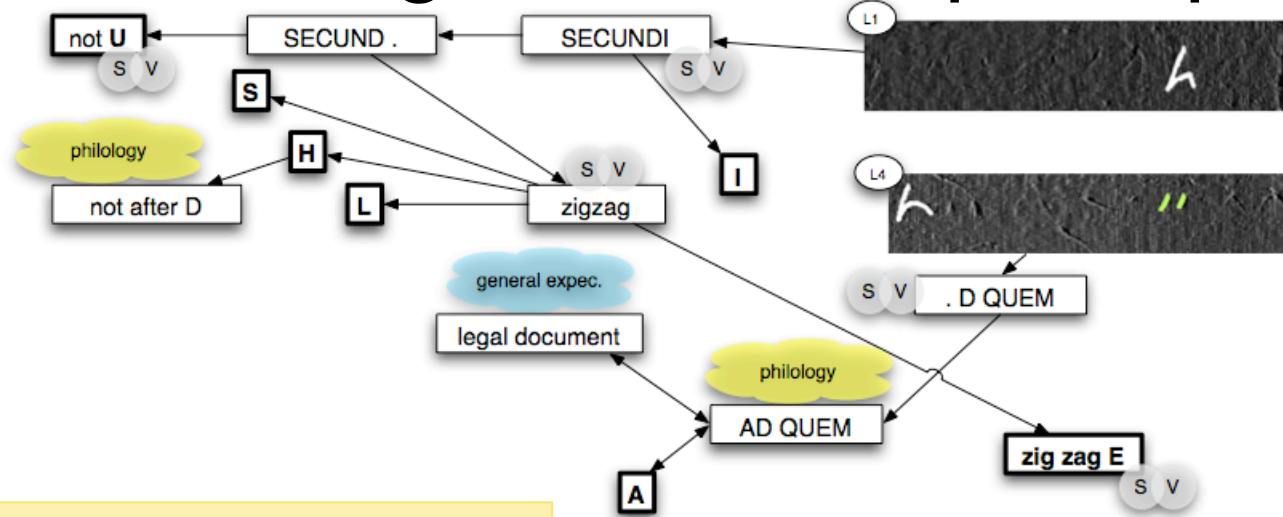 L1
not U
SECUND .
SECUNDI
S V
S V
S
philology
H
S V
I
L4
not after D
L
zigzag
general expec.
S V
. D QUEM
legal document
philology
AD QUEM
zig zag E
A
S V